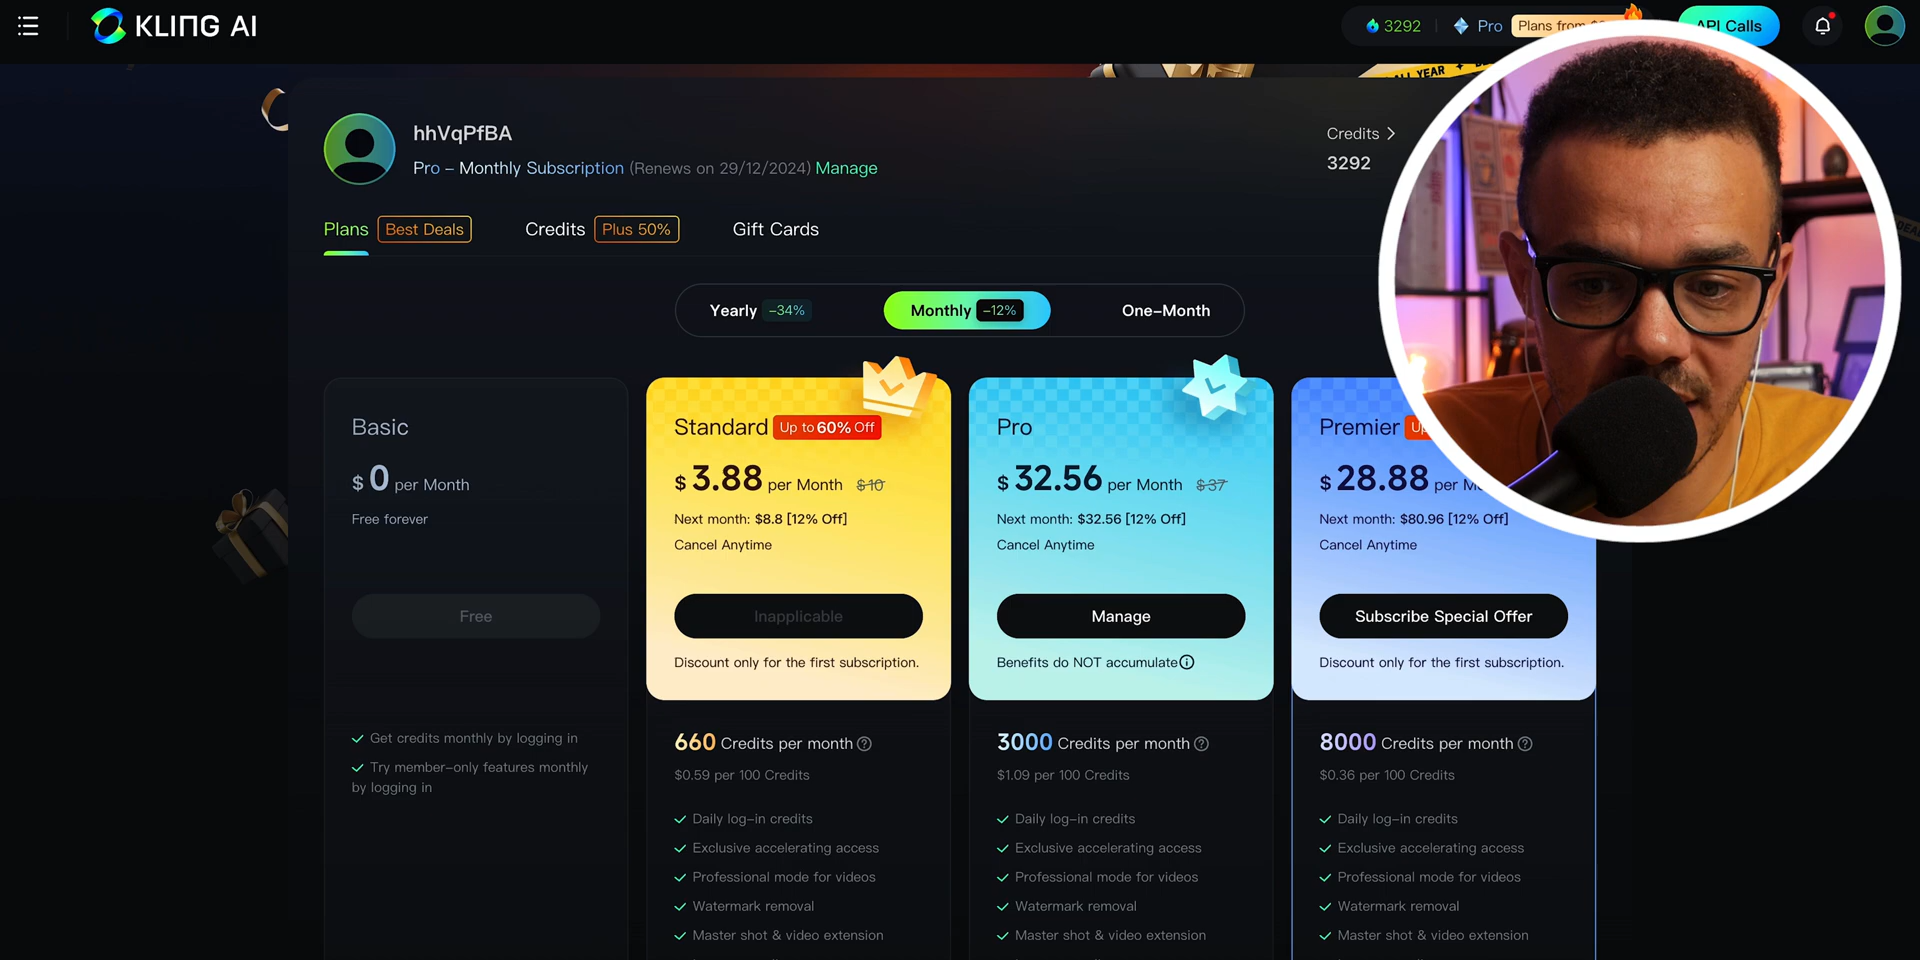 KLING AI
3292
Pro
Plans from
API Calls
ALL YEAR
hhVqPfBA
Pro – Monthly Subscription (Renews on 29/12/2024) Manage
Credits >
3292
Plans Best Deals
Credits Plus 50%
Gift Cards
Yearly –34%
Monthly –12%
One–Month
Basic
$ 0 per Month
Free forever
Free
Get credits monthly by logging in
Try member–only features monthly
by logging in
Standard Up to 60% Off
$ 3.88 per Month $10
Next month: $8.8 [12% Off]
Cancel Anytime
Inapplicable
Discount only for the first subscription.
660 Credits per month
$0.59 per 100 Credits
Daily log–in credits
Exclusive accelerating access
Professional mode for videos
Watermark removal
Master shot & video extension
Pro
$ 32.56 per Month $37
Next month: $32.56 [12% Off]
Cancel Anytime
Manage
Benefits do NOT accumulate
3000 Credits per month
$1.09 per 100 Credits
Daily log–in credits
Exclusive accelerating access
Professional mode for videos
Watermark removal
Master shot & video extension
Premier Up
$ 28.88 per
Next month: $80.96 [12% Off]
Cancel Anytime
Subscribe Special Offer
Discount only for the first subscription.
8000 Credits per month
$0.36 per 100 Credits
Daily log–in credits
Exclusive accelerating access
Professional mode for videos
Watermark removal
Master shot & video extension